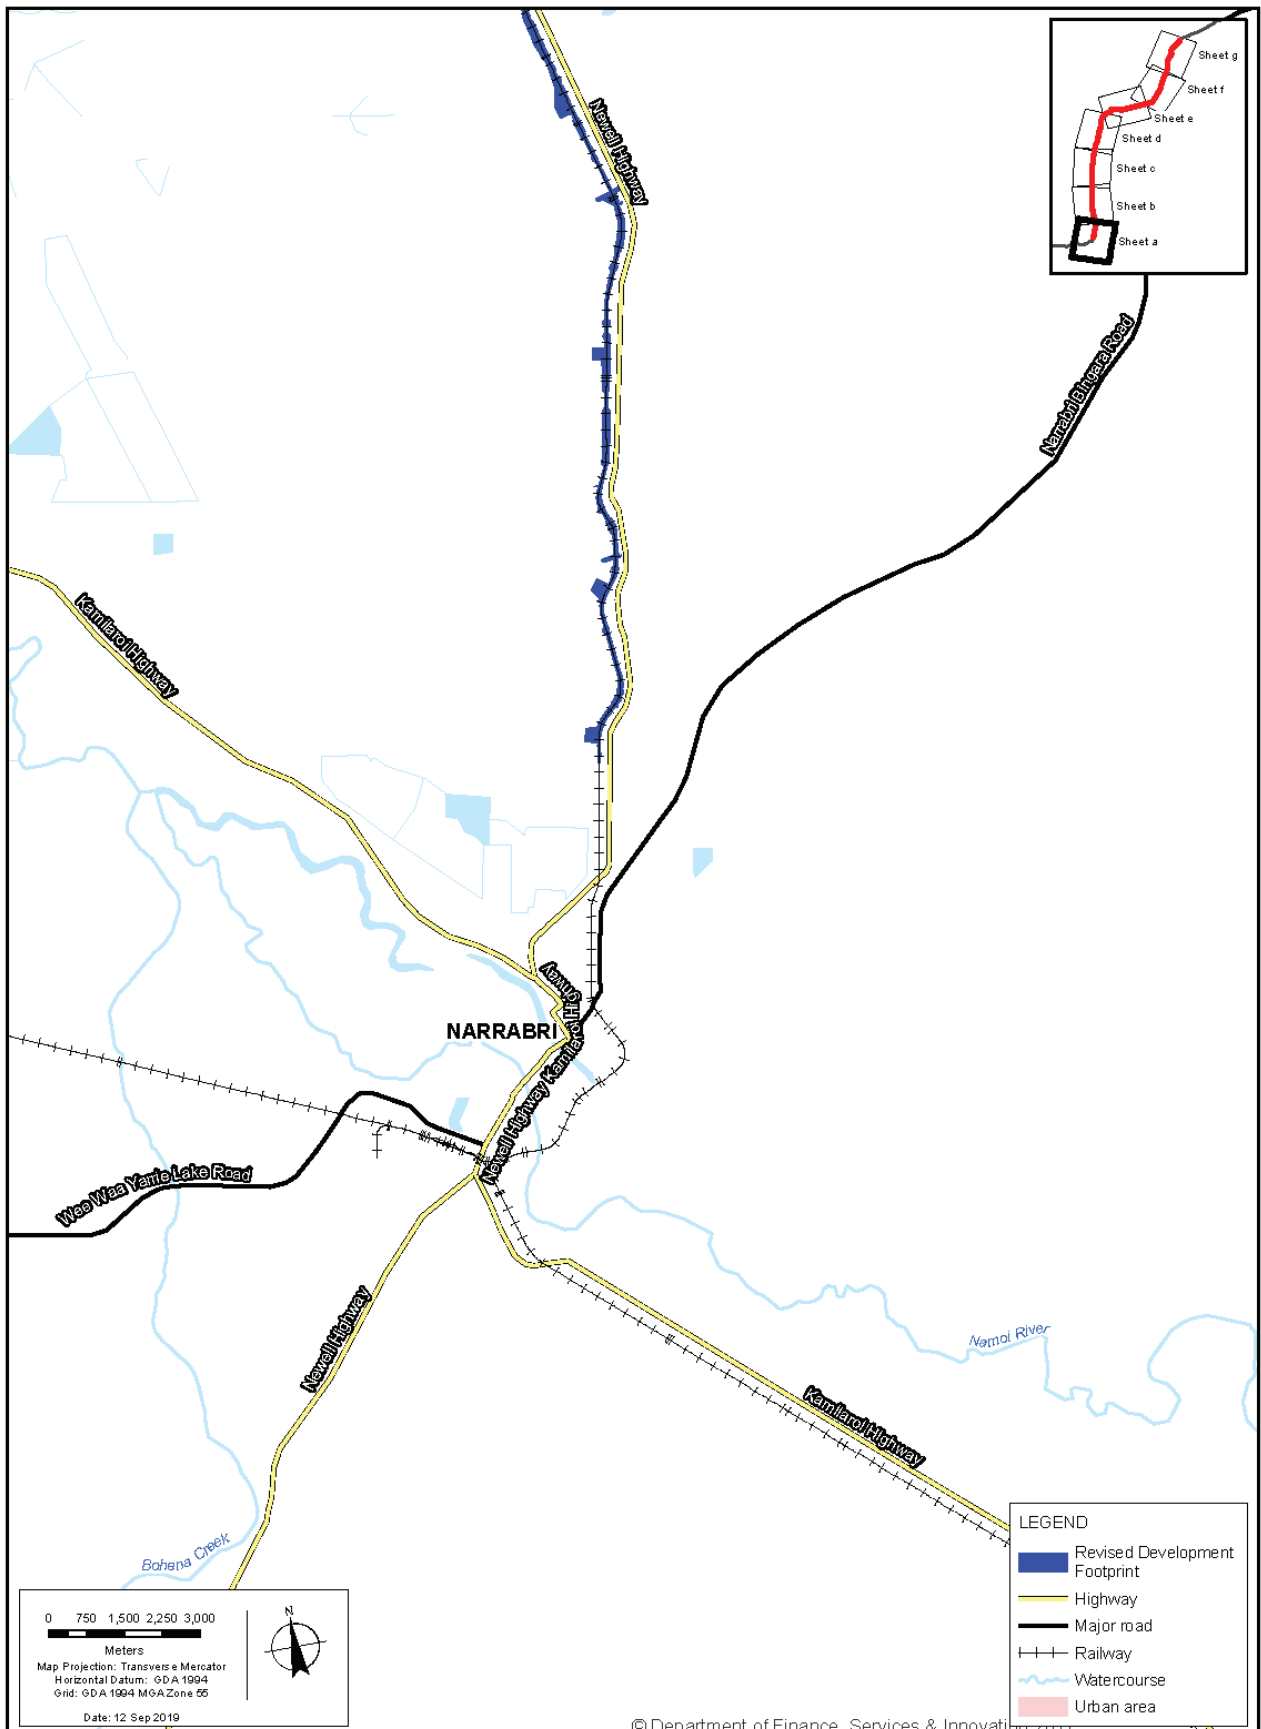 Sheet g
Sheet f
Sheet e
Sheet d
Sheet c
Sheet b
Sheet a
Newell Highway
Narrabri Bingara Road
Kamilaroi Highway
NARRABRI
Newell Highway Kamilaroi Highway
Wee Waa Yarrie Lake Road
Newell Highway
Namoi River
Kamilaroi Highway
Bohena Creek
LEGEND
Revised Development
Footprint
Highway
Major road
Railway
Watercourse
Urban area
0 750 1,500 2,250 3,000
Meters
Map Projection: Transverse Mercator
Horizontal Datum: GDA 1994
Grid: GDA 1994 MGA Zone 55
Date: 12 Sep 2019
N
© Department of Finance, Services & Innovation